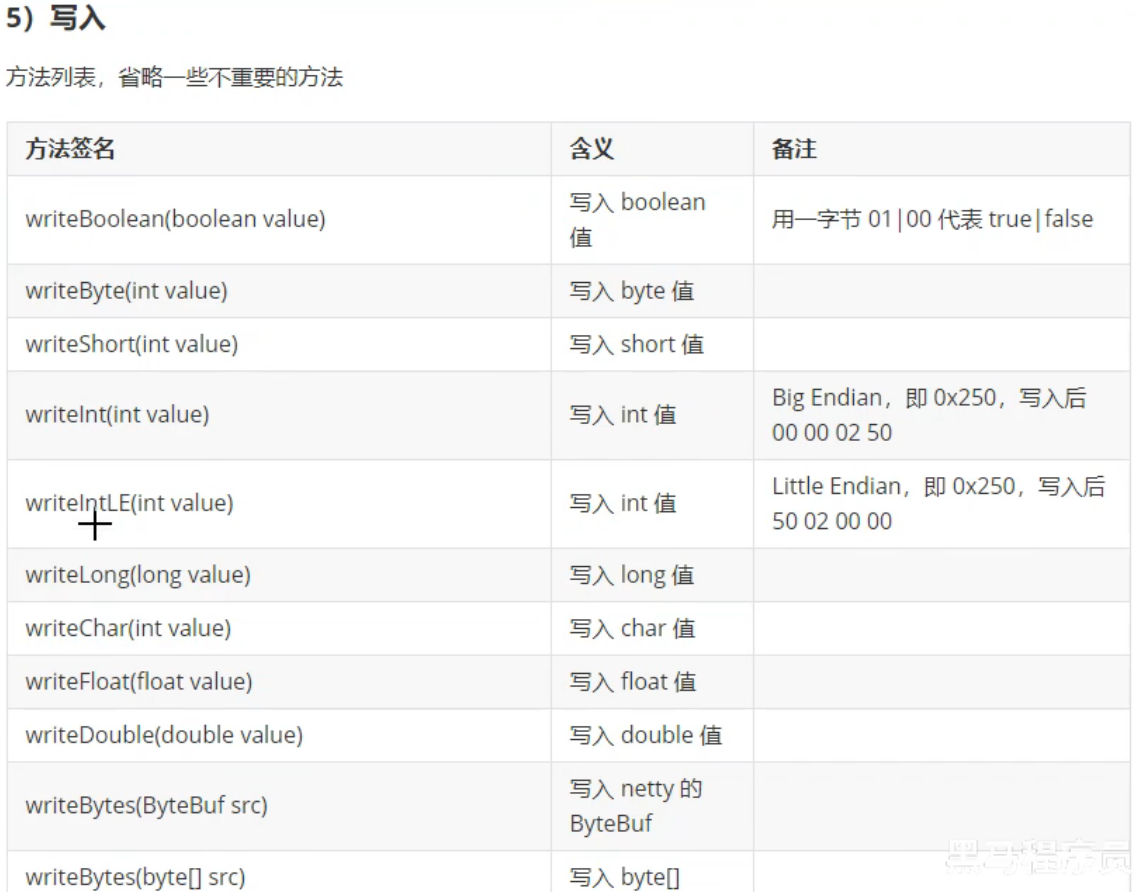 5）写入
方法列表，省略一些不重要的方法
方法签名 含义 备注
writeBoolean(boolean value) 写入 boolean 值 用一字节 01|00 代表 true|false
writeByte(int value) 写入 byte 值
writeShort(int value) 写入 short 值
writeInt(int value) 写入 int 值 Big Endian，即 0x250，写入后 00 00 02 50
writeIntLE(int value) 写入 int 值 Little Endian，即 0x250，写入后 50 02 00 00
writeLong(long value) 写入 long 值
writeChar(int value) 写入 char 值
writeFloat(float value) 写入 float 值
writeDouble(double value) 写入 double 值
writeBytes(ByteBuf src) 写入 netty 的 ByteBuf
writeBytes(byte[] src) 写入 byte[]
黑马程序员